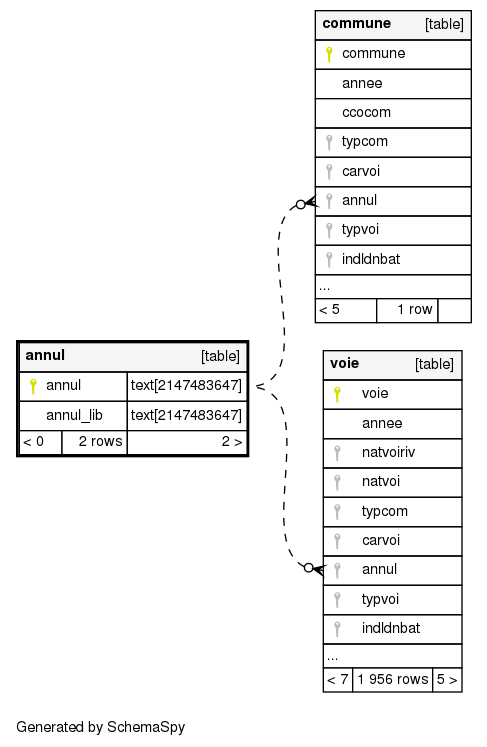 commune [table]
commune
annee
ccocom
typcom
carvoi
annul
typvoi
indldnbat
...
< 5 1 row
annul [table]
annul text[2147483647]
annul_lib text[2147483647]
< 0 2 rows 2 >
voie [table]
voie
annee
natvoiriv
natvoi
typcom
carvoi
annul
typvoi
indldnbat
...
< 7 1 956 rows 5 >
Generated by SchemaSpy